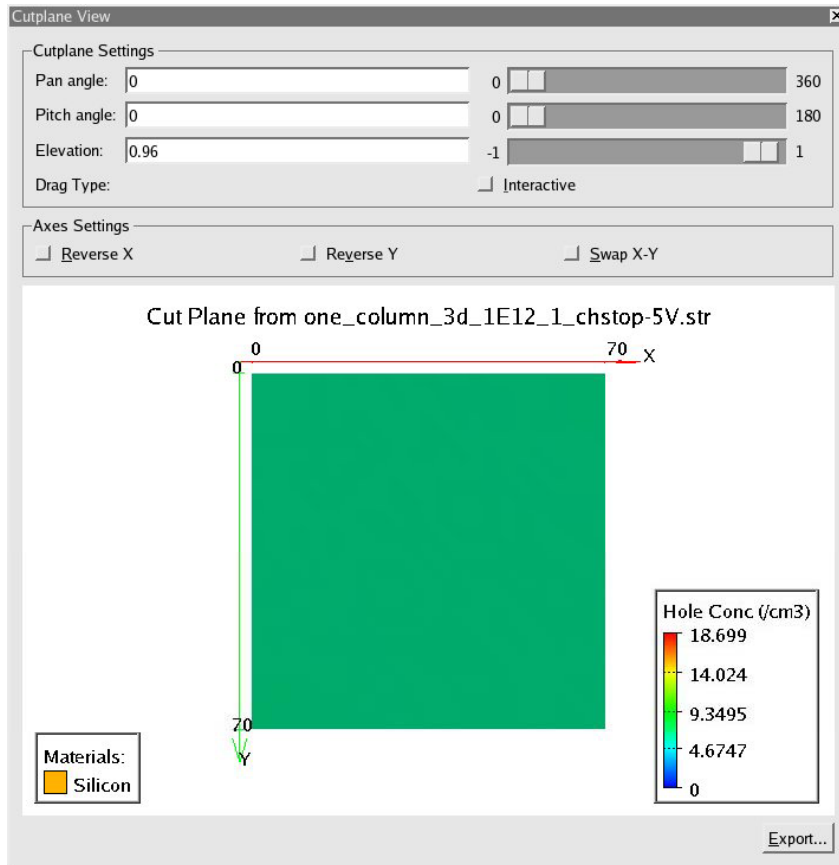 Cutplane View
Cutplane Settings
Pan angle: 0 0 360
Pitch angle: 0 0 180
Elevation: 0.96 -1 1
Drag Type: Interactive
Axes Settings
Reverse X Reverse Y Swap X-Y
Cut Plane from one_column_3d_1E12_1_chstop-5V.str
0 70 X
0
Hole Conc (/cm3)
18.699
14.024
9.3495
4.6747
0
70
Y
Materials:
Silicon
Export...